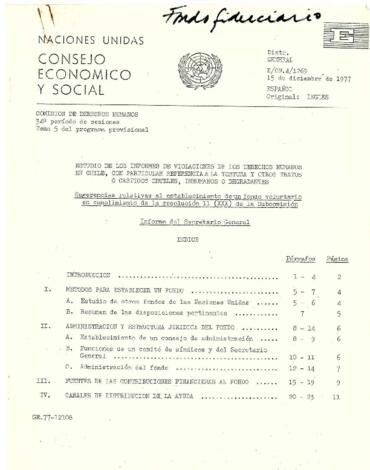 Fondo fiduciario
NACIONES UNIDAS
CONSEJO
ECONOMICO
Y SOCIAL
E
Distr.
GENERAL
E/CN.4/1260
15 de diciembre de 1977
ESPAÑOL
Original: INGLES
COMISION DE DERECHOS HUMANOS
34º período de sesiones
Tema 5 del programa provisional
ESTUDIO DE LOS INFORMES DE VIOLACIONES DE LOS DERECHOS HUMANOS
EN CHILE, CON PARTICULAR REFERENCIA A LA TORTURA Y OTROS TRATOS
O CASTIGOS CRUELES, INHUMANOS O DEGRADANTES
Sugerencias relativas al establecimiento de un fondo voluntario
en cumplimiento de la resolución 11 (XXX) de la Subcomisión
Informe del Secretario General
INDICE
Párrafos Página
INTRODUCCION 1 - 4 2
I. METODOS PARA ESTABLECER UN FONDO 5 - 7 4
A. Estudio de otros fondos de las Naciones Unidas 5 - 6 4
B. Resumen de las disposiciones pertinentes 7 5
II. ADMINISTRACION Y ESTRUCTURA JURIDICA DEL FONDO 8 - 14 6
A. Establecimiento de un consejo de administración 8 - 9 6
B. Funciones de un comité de síndicos y del Secretario
General 10 - 11 6
C. Administración del fondo 12 - 14 7
III. FUENTES DE LAS CONTRIBUCIONES FINANCIERAS AL FONDO 15 - 19 9
IV. CANALES DE DISTRIBUCION DE LA AYUDA 20 - 23 11
GE.77-12108